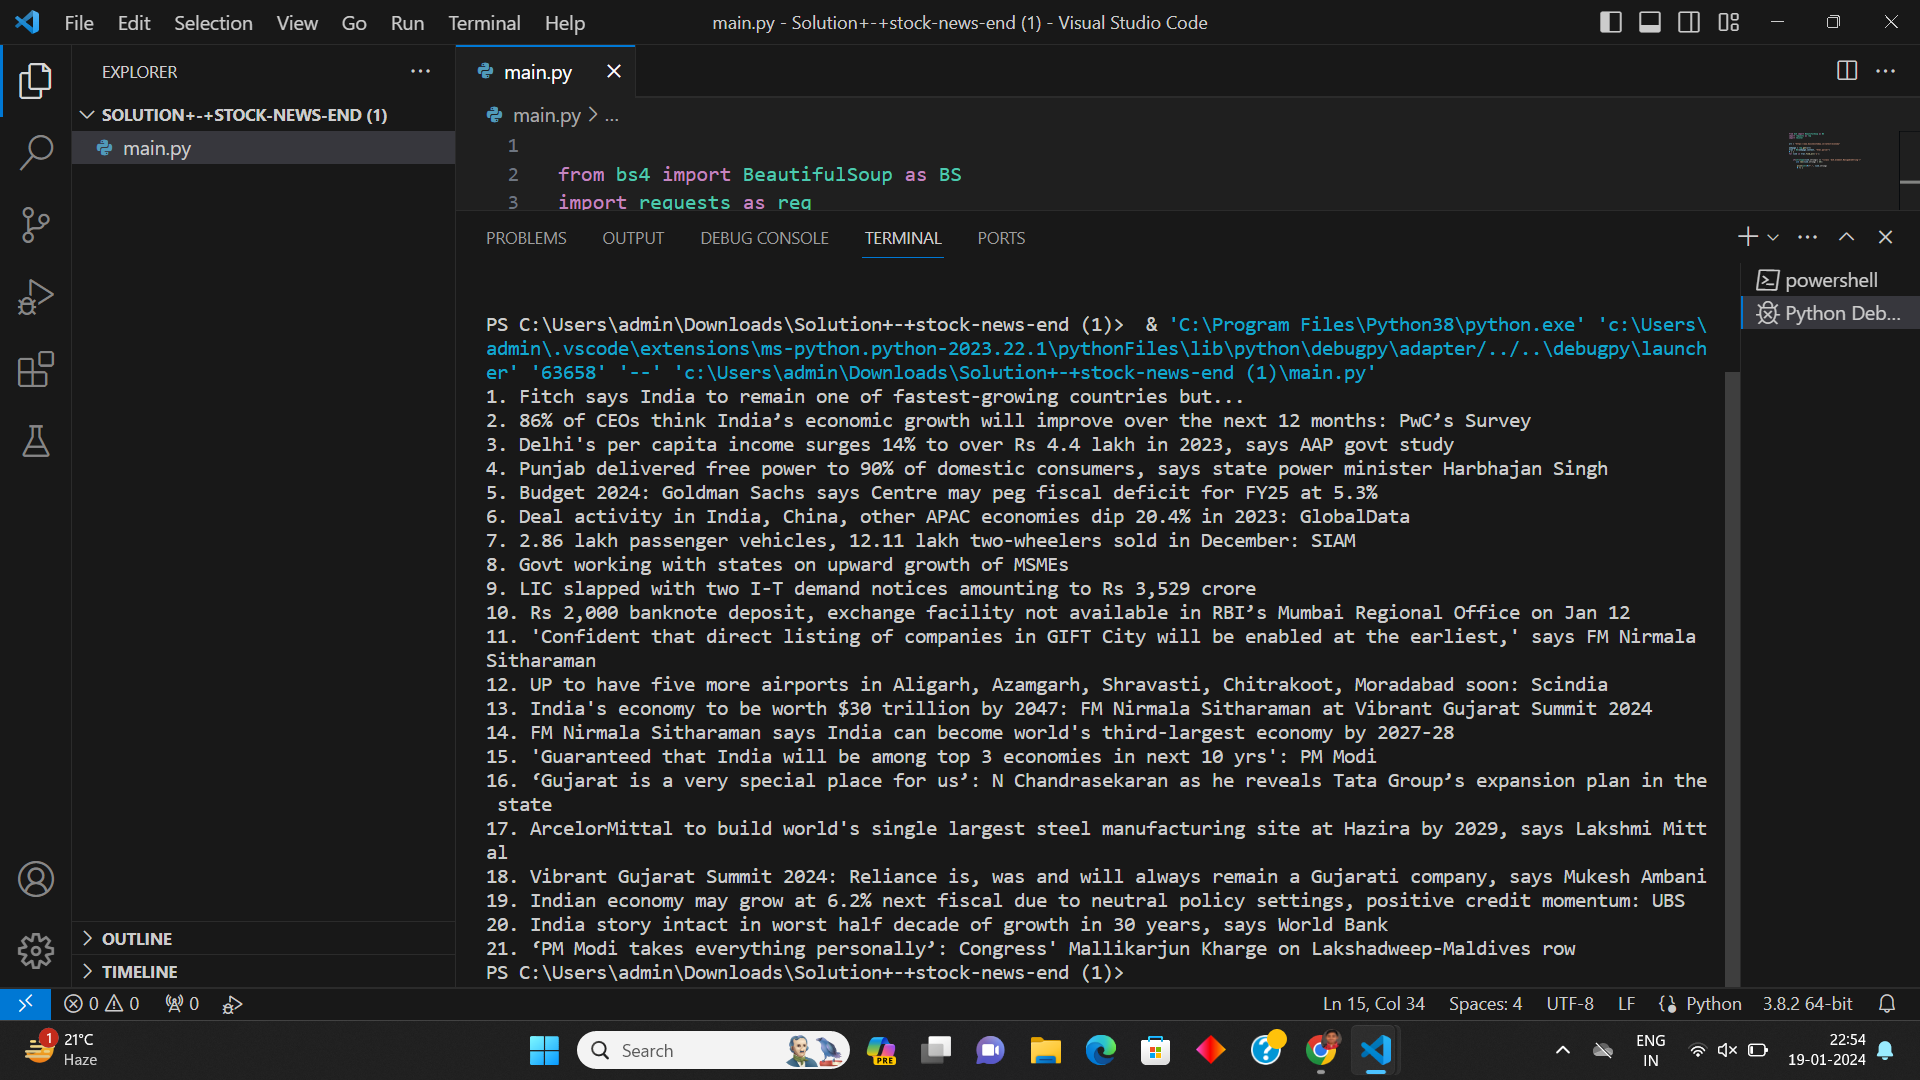 File Edit Selection View Go Run Terminal Help
main.py - Solution+-+stock-news-end (1) - Visual Studio Code
EXPLORER
SOLUTION+-+STOCK-NEWS-END (1)
main.py
OUTLINE
TIMELINE
main.py
main.py > ...
1
2 from bs4 import BeautifulSoup as BS
3 import requests as req
PROBLEMS OUTPUT DEBUG CONSOLE TERMINAL PORTS
powershell
Python Deb...
PS C:\Users\admin\Downloads\Solution+-+stock-news-end (1)>  & 'C:\Program Files\Python38\python.exe' 'c:\Users\
admin\.vscode\extensions\ms-python.python-2023.22.1\pythonFiles\lib\python\debugpy\adapter/../..\debugpy\launch
er' '63658' '--' 'c:\Users\admin\Downloads\Solution+-+stock-news-end (1)\main.py'
1. Fitch says India to remain one of fastest-growing countries but...
2. 86% of CEOs think India’s economic growth will improve over the next 12 months: PwC’s Survey
3. Delhi's per capita income surges 14% to over Rs 4.4 lakh in 2023, says AAP govt study
4. Punjab delivered free power to 90% of domestic consumers, says state power minister Harbhajan Singh
5. Budget 2024: Goldman Sachs says Centre may peg fiscal deficit for FY25 at 5.3%
6. Deal activity in India, China, other APAC economies dip 20.4% in 2023: GlobalData
7. 2.86 lakh passenger vehicles, 12.11 lakh two-wheelers sold in December: SIAM
8. Govt working with states on upward growth of MSMEs
9. LIC slapped with two I-T demand notices amounting to Rs 3,529 crore
10. Rs 2,000 banknote deposit, exchange facility not available in RBI’s Mumbai Regional Office on Jan 12
11. 'Confident that direct listing of companies in GIFT City will be enabled at the earliest,' says FM Nirmala
Sitharaman
12. UP to have five more airports in Aligarh, Azamgarh, Shravasti, Chitrakoot, Moradabad soon: Scindia
13. India's economy to be worth $30 trillion by 2047: FM Nirmala Sitharaman at Vibrant Gujarat Summit 2024
14. FM Nirmala Sitharaman says India can become world's third-largest economy by 2027-28
15. 'Guaranteed that India will be among top 3 economies in next 10 yrs': PM Modi
16. ‘Gujarat is a very special place for us’: N Chandrasekaran as he reveals Tata Group’s expansion plan in the
state
17. ArcelorMittal to build world's single largest steel manufacturing site at Hazira by 2029, says Lakshmi Mitt
al
18. Vibrant Gujarat Summit 2024: Reliance is, was and will always remain a Gujarati company, says Mukesh Ambani
19. Indian economy may grow at 6.2% next fiscal due to neutral policy settings, positive credit momentum: UBS
20. India story intact in worst half decade of growth in 30 years, says World Bank
21. ‘PM Modi takes everything personally’: Congress' Mallikarjun Kharge on Lakshadweep-Maldives row
PS C:\Users\admin\Downloads\Solution+-+stock-news-end (1)>
0 0 0
Ln 15, Col 34 Spaces: 4 UTF-8 LF Python 3.8.2 64-bit
1
21°C
Haze
Search
PRE
ENG
IN
22:54
19-01-2024